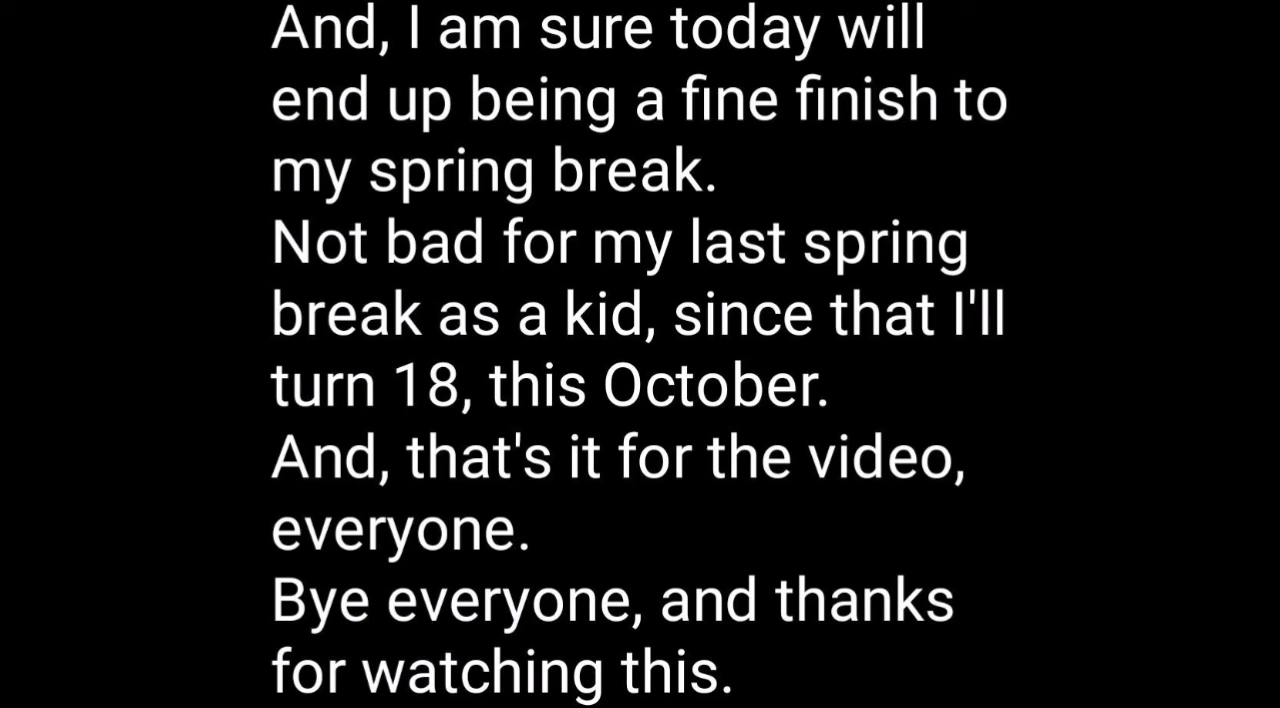 And, I am sure today will
end up being a fine finish to
my spring break.
Not bad for my last spring
break as a kid, since that I'll
turn 18, this October.
And, that's it for the video,
everyone.
Bye everyone, and thanks
for watching this.